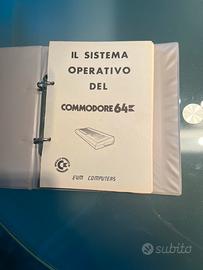 IL SISTEMA
OPERATIVO
DEL
COMMODORE 64
EVM COMPUTERS
subito